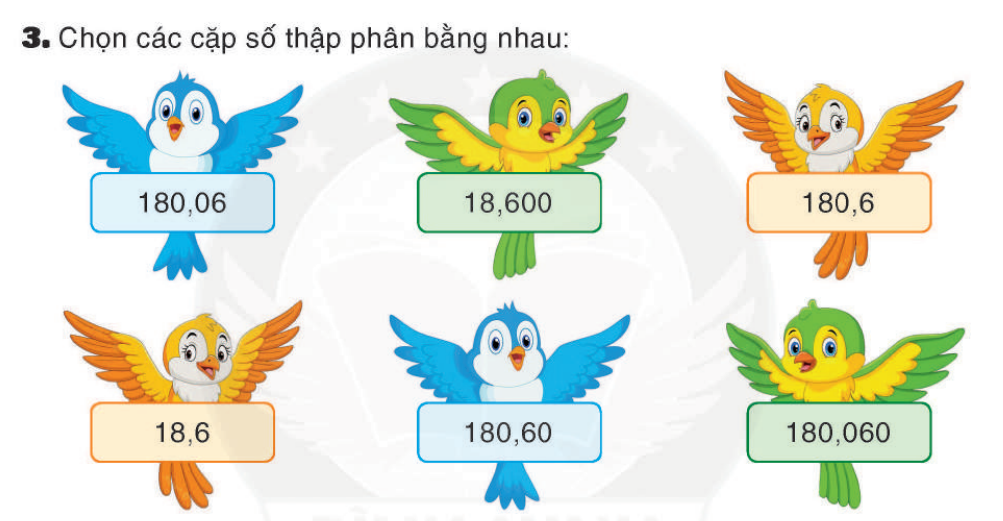 3. Chọn các cặp số thập phân bằng nhau:
180,06 18,600 180,6
18,6 180,60 180,060